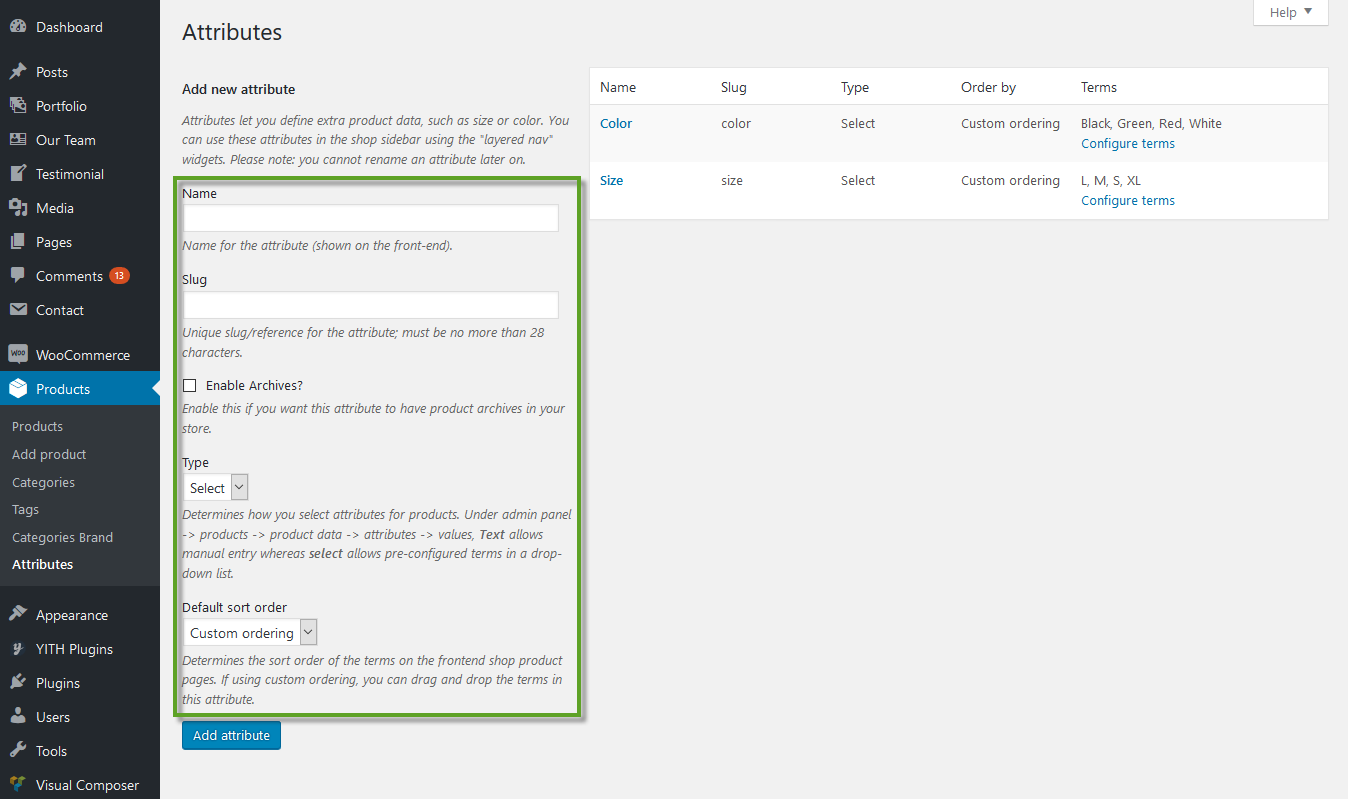 Dashboard
Posts
Portfolio
Our Team
Testimonial
Media
Pages
Comments 13
Contact
WOO WooCommerce
Products
Products
Add product
Categories
Tags
Categories Brand
Attributes
Appearance
YITH Plugins
Plugins
Users
Tools
Visual Composer
Help
Attributes
Add new attribute
Attributes let you define extra product data, such as size or color. You
can use these attributes in the shop sidebar using the "layered nav"
widgets. Please note: you cannot rename an attribute later on.
Name
Name for the attribute (shown on the front-end).
Slug
Unique slug/reference for the attribute; must be no more than 28
characters.
Enable Archives?
Enable this if you want this attribute to have product archives in your
store.
Type
Select
Determines how you select attributes for products. Under admin panel
-> products -> product data -> attributes -> values, Text allows
manual entry whereas select allows pre-configured terms in a drop-
down list.
Default sort order
Custom ordering
Determines the sort order of the terms on the frontend shop product
pages. If using custom ordering, you can drag and drop the terms in
this attribute.
Add attribute
Name Slug Type Order by Terms
Color color Select Custom ordering Black, Green, Red, White
Configure terms
Size size Select Custom ordering L, M, S, XL
Configure terms